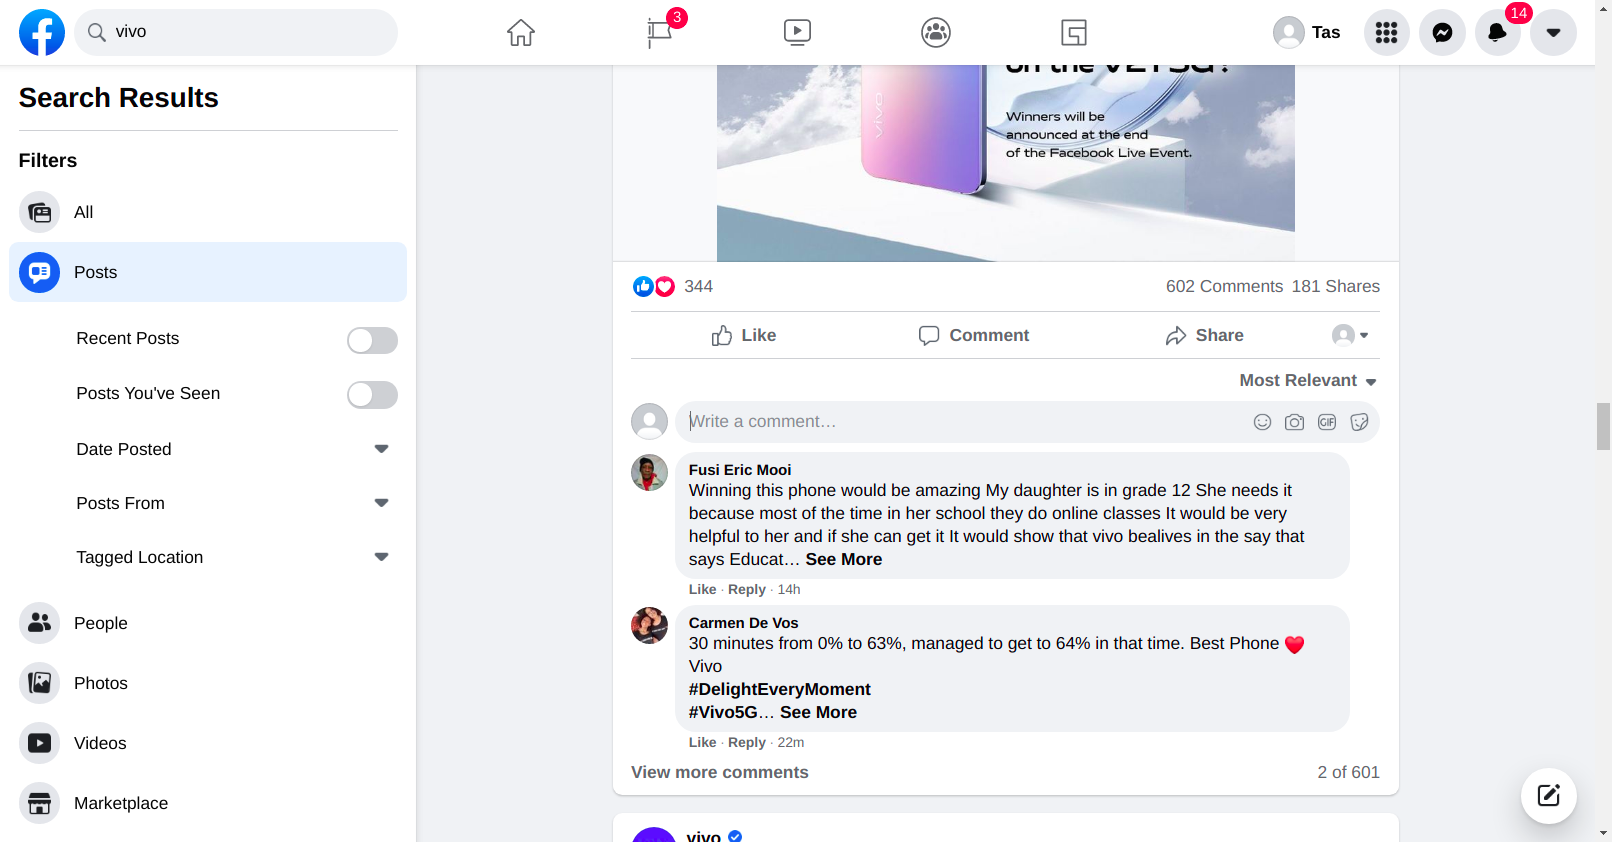 vivo
3
Tas
14
Search Results
Filters
All
Posts
Recent Posts
Posts You've Seen
Date Posted
Posts From
Tagged Location
People
Photos
Videos
Marketplace
vivo
Winners will be
announced at the end
of the Facebook Live Event.
344
602 Comments 181 Shares
Like
Comment
Share
Most Relevant
Write a comment…
GIF
Fusi Eric Mooi
Winning this phone would be amazing My daughter is in grade 12 She needs it
because most of the time in her school they do online classes It would be very
helpful to her and if she can get it It would show that vivo bealives in the say that
says Educat… See More
Like · Reply · 14h
Carmen De Vos
30 minutes from 0% to 63%, managed to get to 64% in that time. Best Phone ❤️
Vivo
#DelightEveryMoment
#Vivo5G… See More
Like · Reply · 22m
View more comments
2 of 601
vivo